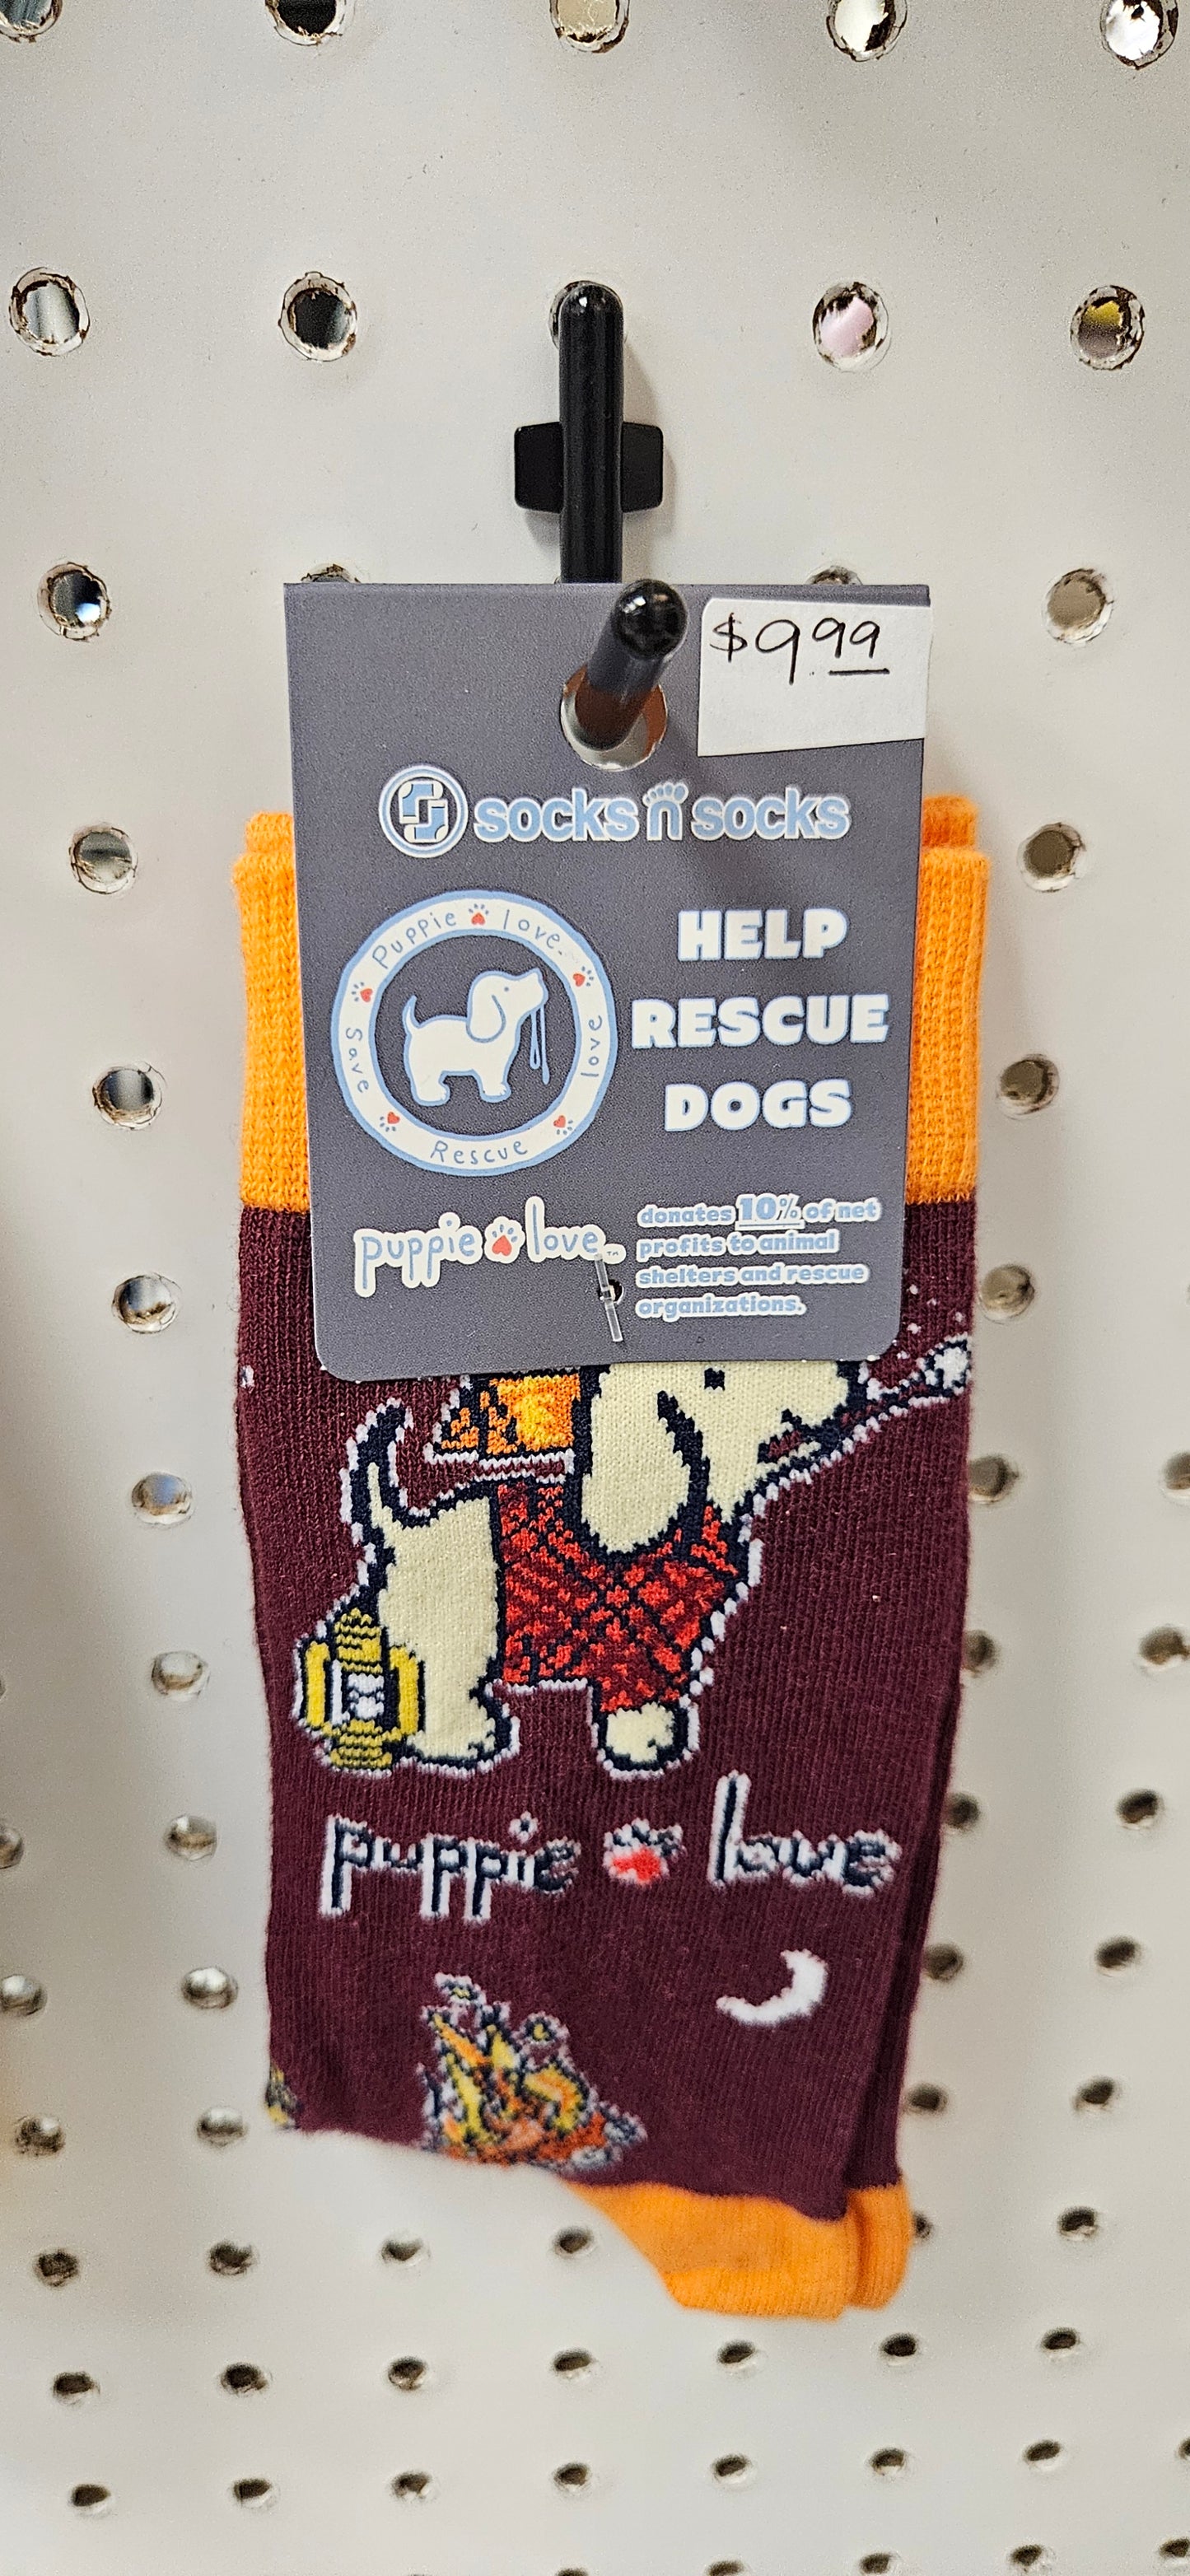 $9.99
socks n socks
Puppie love
Save
love
Rescue
HELP
RESCUE
DOGS
puppie love™
donates 10% of net
profits to animal
shelters and rescue
organizations.
puppie love